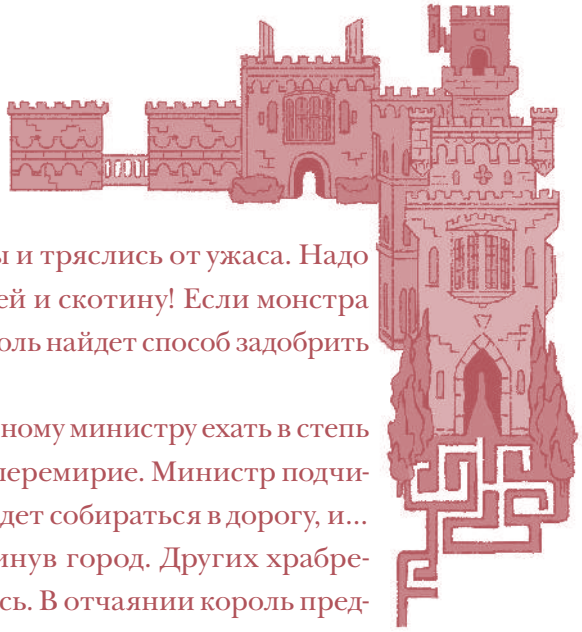 ы и тряслись от ужаса. Надо
ей и скотину! Если монстра
оль найдет способ задобрить
ному министру ехать в степь
перемирие. Министр подчи-
дет собираться в дорогу, и...
инув город. Других храбре-
сь. В отчаянии король пред-